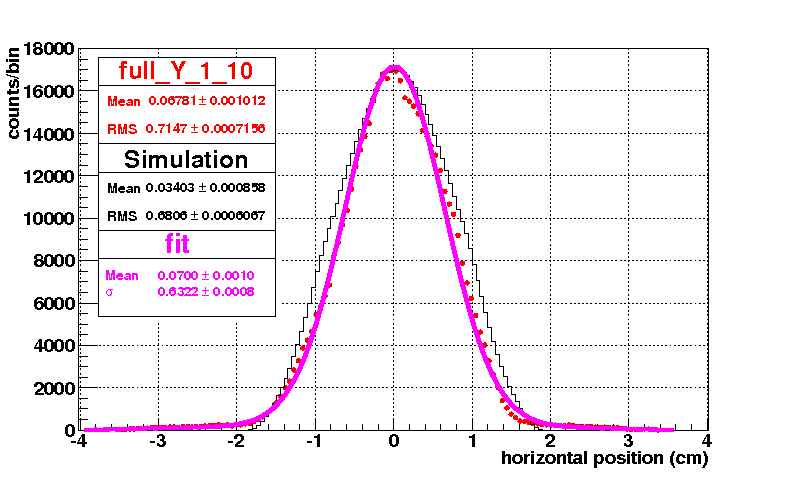 counts/bin
18000
16000
14000
12000
10000
8000
6000
4000
2000
0
full_Y_1_10
Mean 0.06781 ± 0.001012
RMS 0.7147 ± 0.0007156
Simulation
Mean 0.03403 ± 0.000858
RMS 0.6806 ± 0.0006067
fit
Mean 0.0700 ± 0.0010
σ 0.6322 ± 0.0008
-4 -3 -2 -1 0 1 2 3 4
horizontal position (cm)